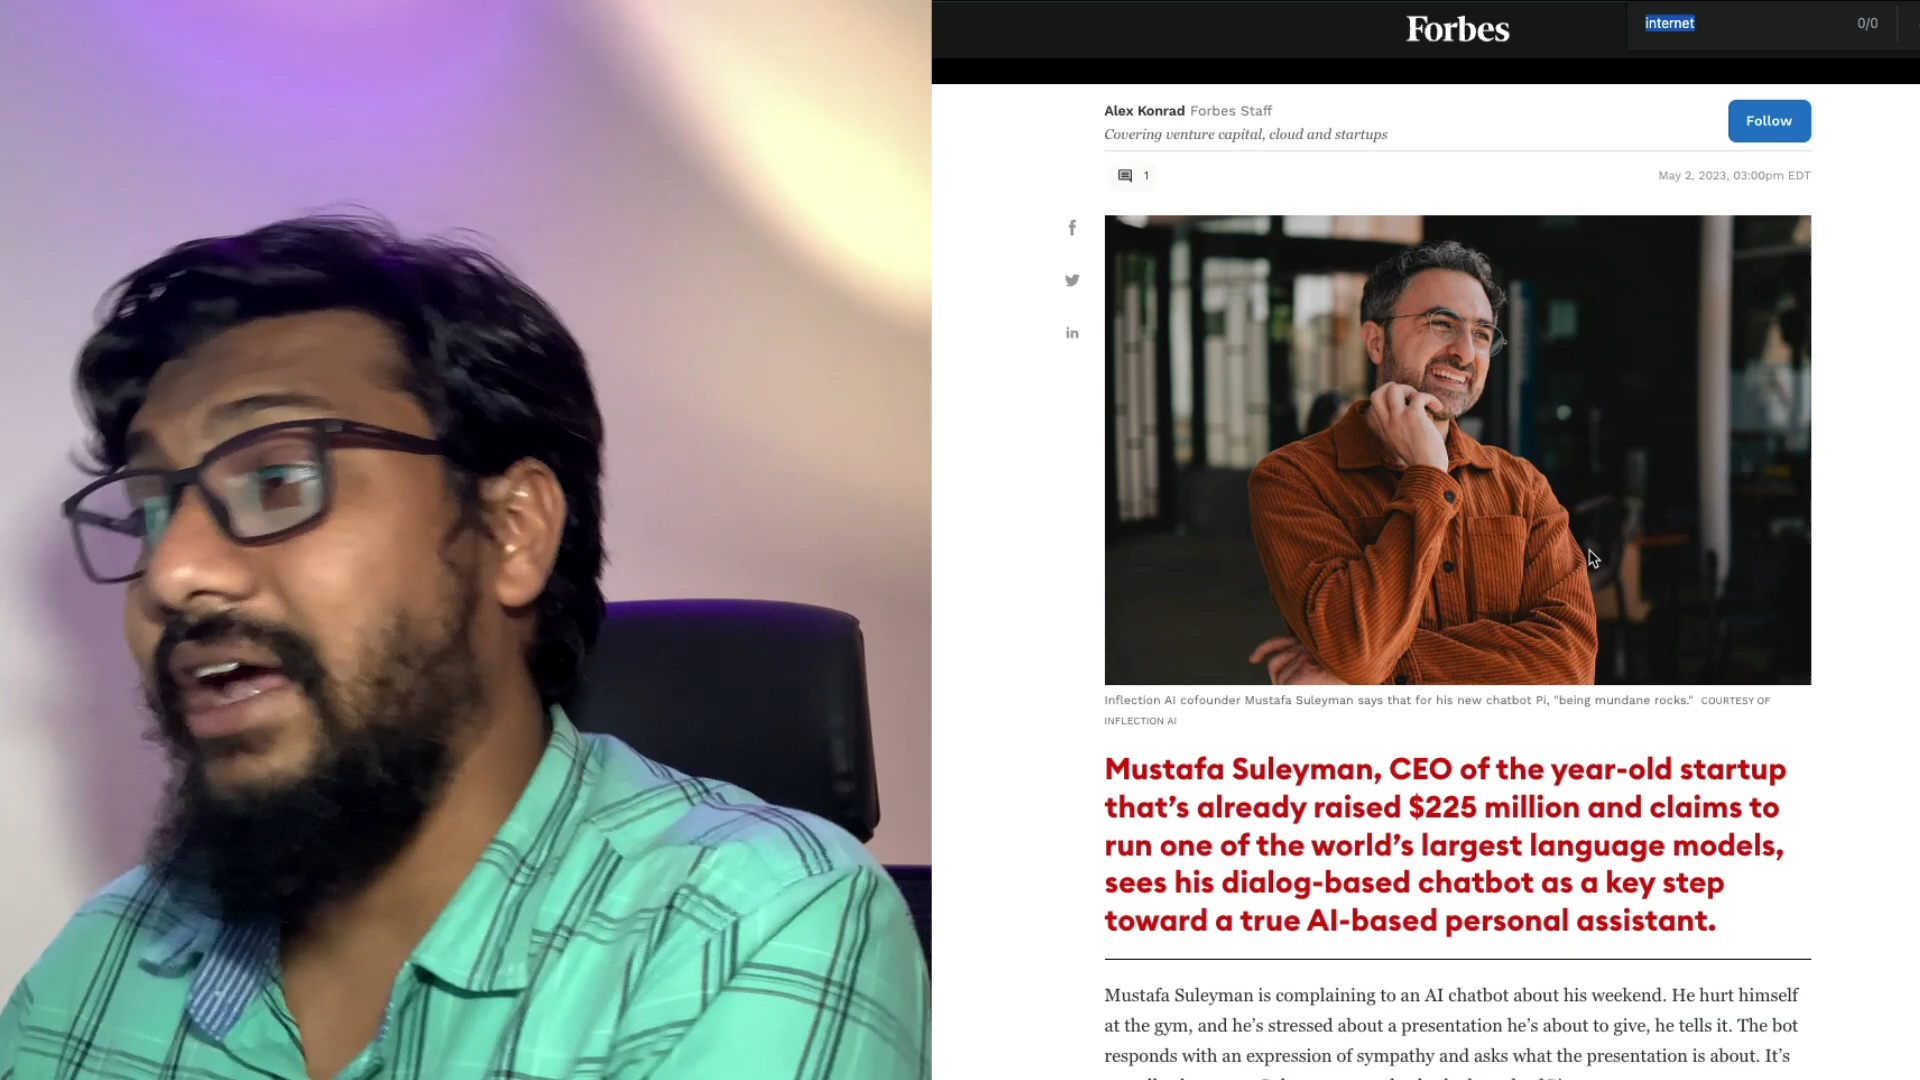 Forbes
internet
0/0
Alex Konrad Forbes Staff
Covering venture capital, cloud and startups
Follow
1
May 2, 2023, 03:00pm EDT
Inflection AI cofounder Mustafa Suleyman says that for his new chatbot Pi, "being mundane rocks." COURTESY OF
INFLECTION AI
Mustafa Suleyman, CEO of the year-old startup
that's already raised $225 million and claims to
run one of the world's largest language models,
sees his dialog-based chatbot as a key step
toward a true AI-based personal assistant.
Mustafa Suleyman is complaining to an AI chatbot about his weekend. He hurt himself
at the gym, and he's stressed about a presentation he's about to give, he tells it. The bot
responds with an expression of sympathy and asks what the presentation is about. It's